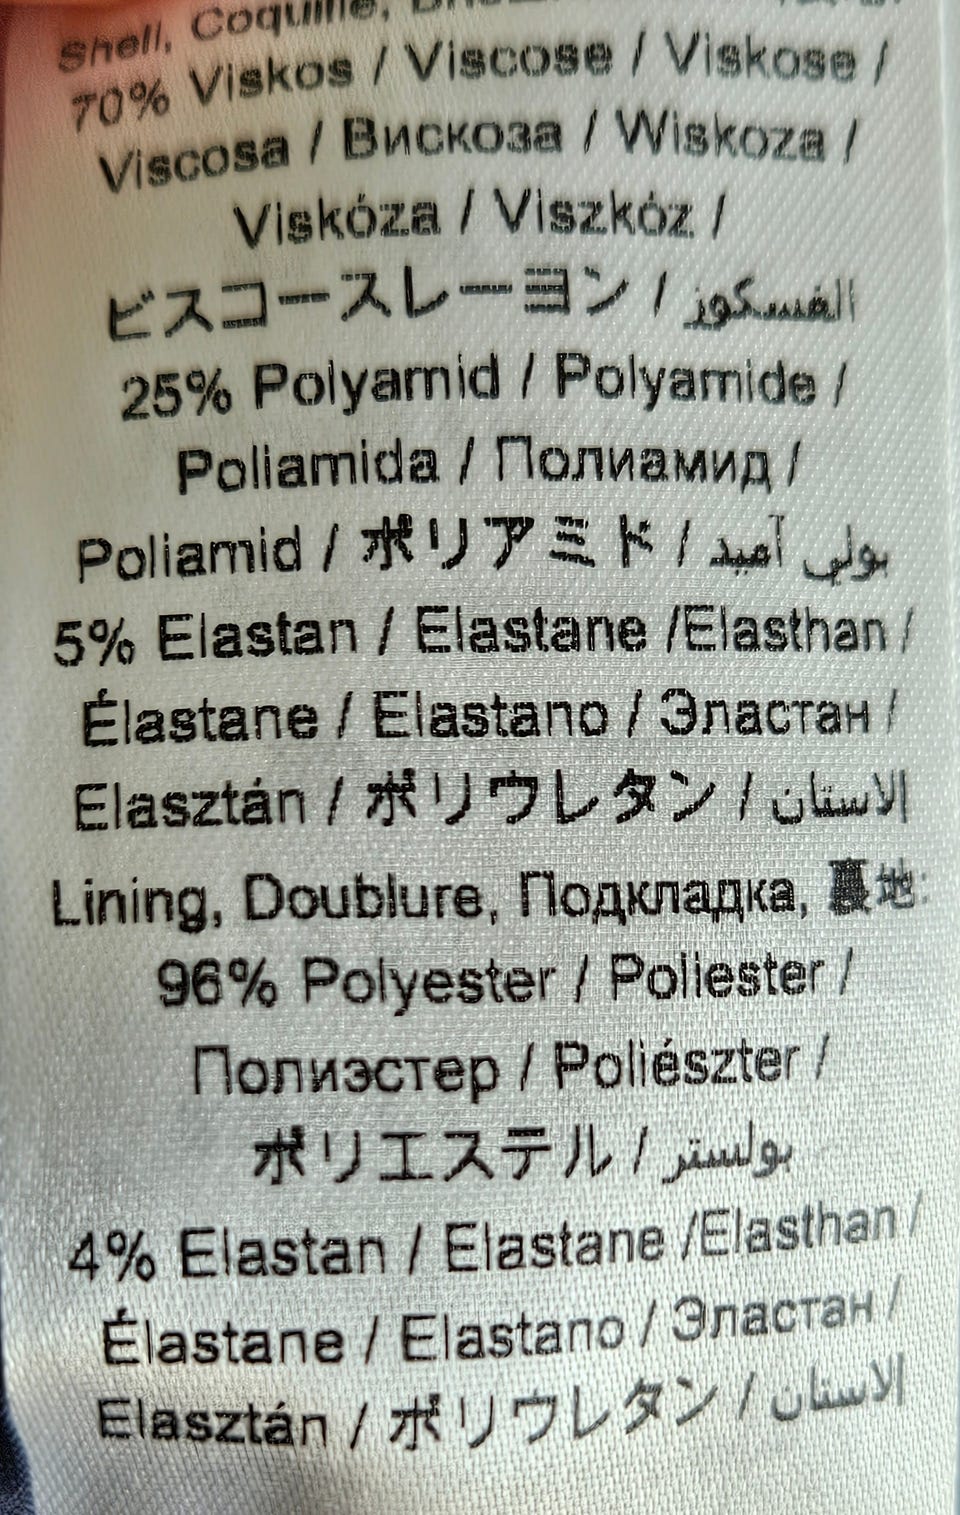 Shell, Coquille,
70% Viskos / Viscose / Viskose /
Viscosa / Вискоза / Wiskoza /
Viskóza / Viszkóz /
ビスコースレーヨン / الفسكوز
25% Polyamid / Polyamide /
Poliamida / Полиамид /
Poliamid / ポリアミド / بولي آميد
5% Elastan / Elastane /Elasthan /
Élastane / Elastano / Эластан /
Elasztán / ポリウレタン / الاستان
Lining, Doublure, Подкладка, 裏地:
96% Polyester / Poliester /
Полиэстер / Poliészter /
ポリエステル / بولستر
4% Elastan / Elastane /Elasthan /
Élastane / Elastano / Эластан /
Elasztán / ポリウレタン / الاستان